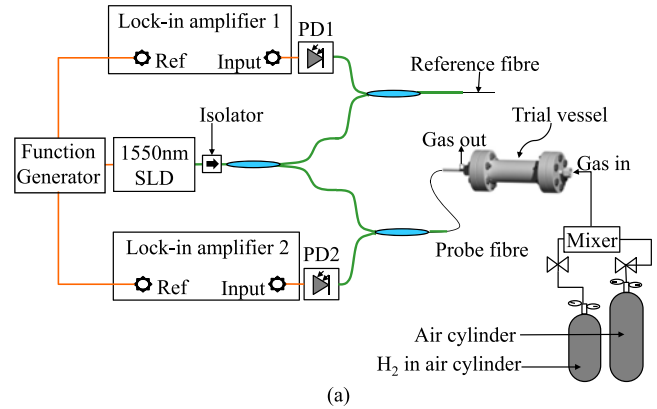 Lock-in amplifier 1
PD1
Ref
Input
Reference fibre
Isolator
Trial vessel
Gas out
Function
Generator
1550nm
SLD
Gas in
Mixer
Lock-in amplifier 2
PD2
Probe fibre
Ref
Input
Air cylinder
H₂ in air cylinder
(a)